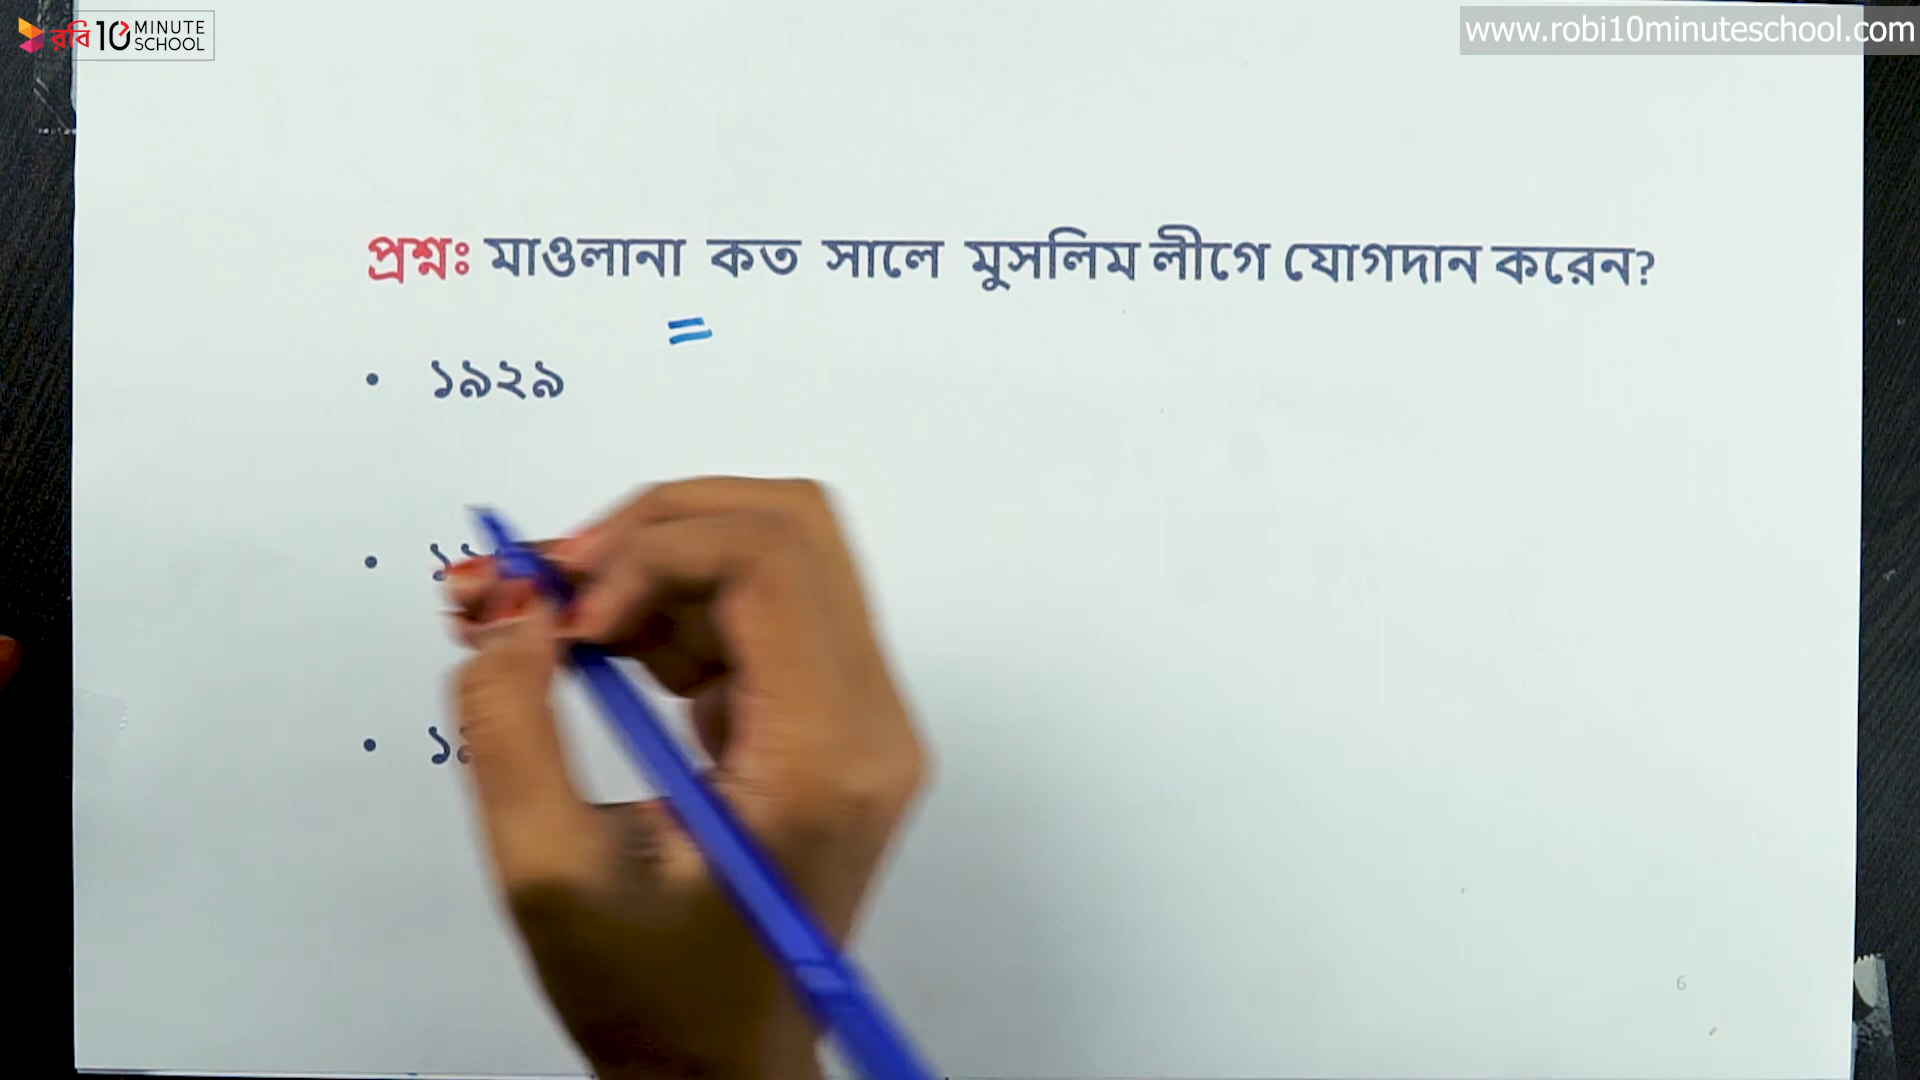 রবি 10 MINUTE SCHOOL
www.robi10minuteschool.com
প্রশ্নঃ মাওলানা কত সালে মুসলিম লীগে যোগদান করেন?
=
• ১৯২৯
•
•
6